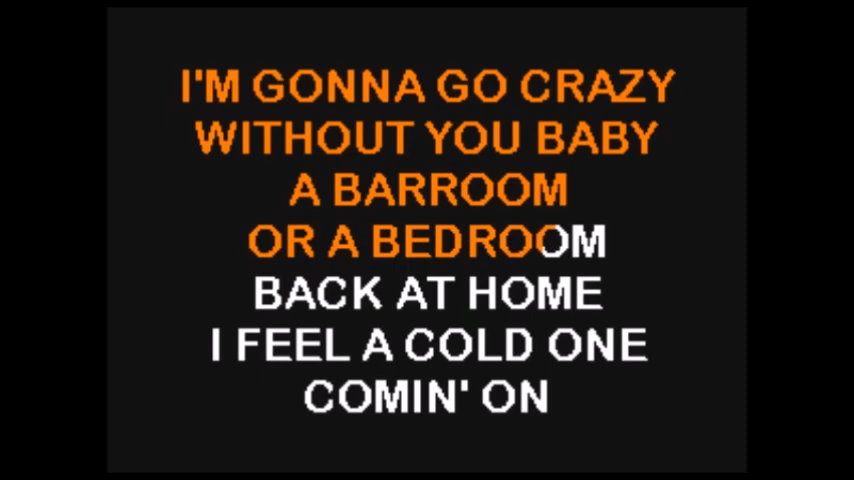 I'M GONNA GO CRAZY
WITHOUT YOU BABY
A BARROOM
OR A BEDROOM
BACK AT HOME
I FEEL A COLD ONE
COMIN' ON